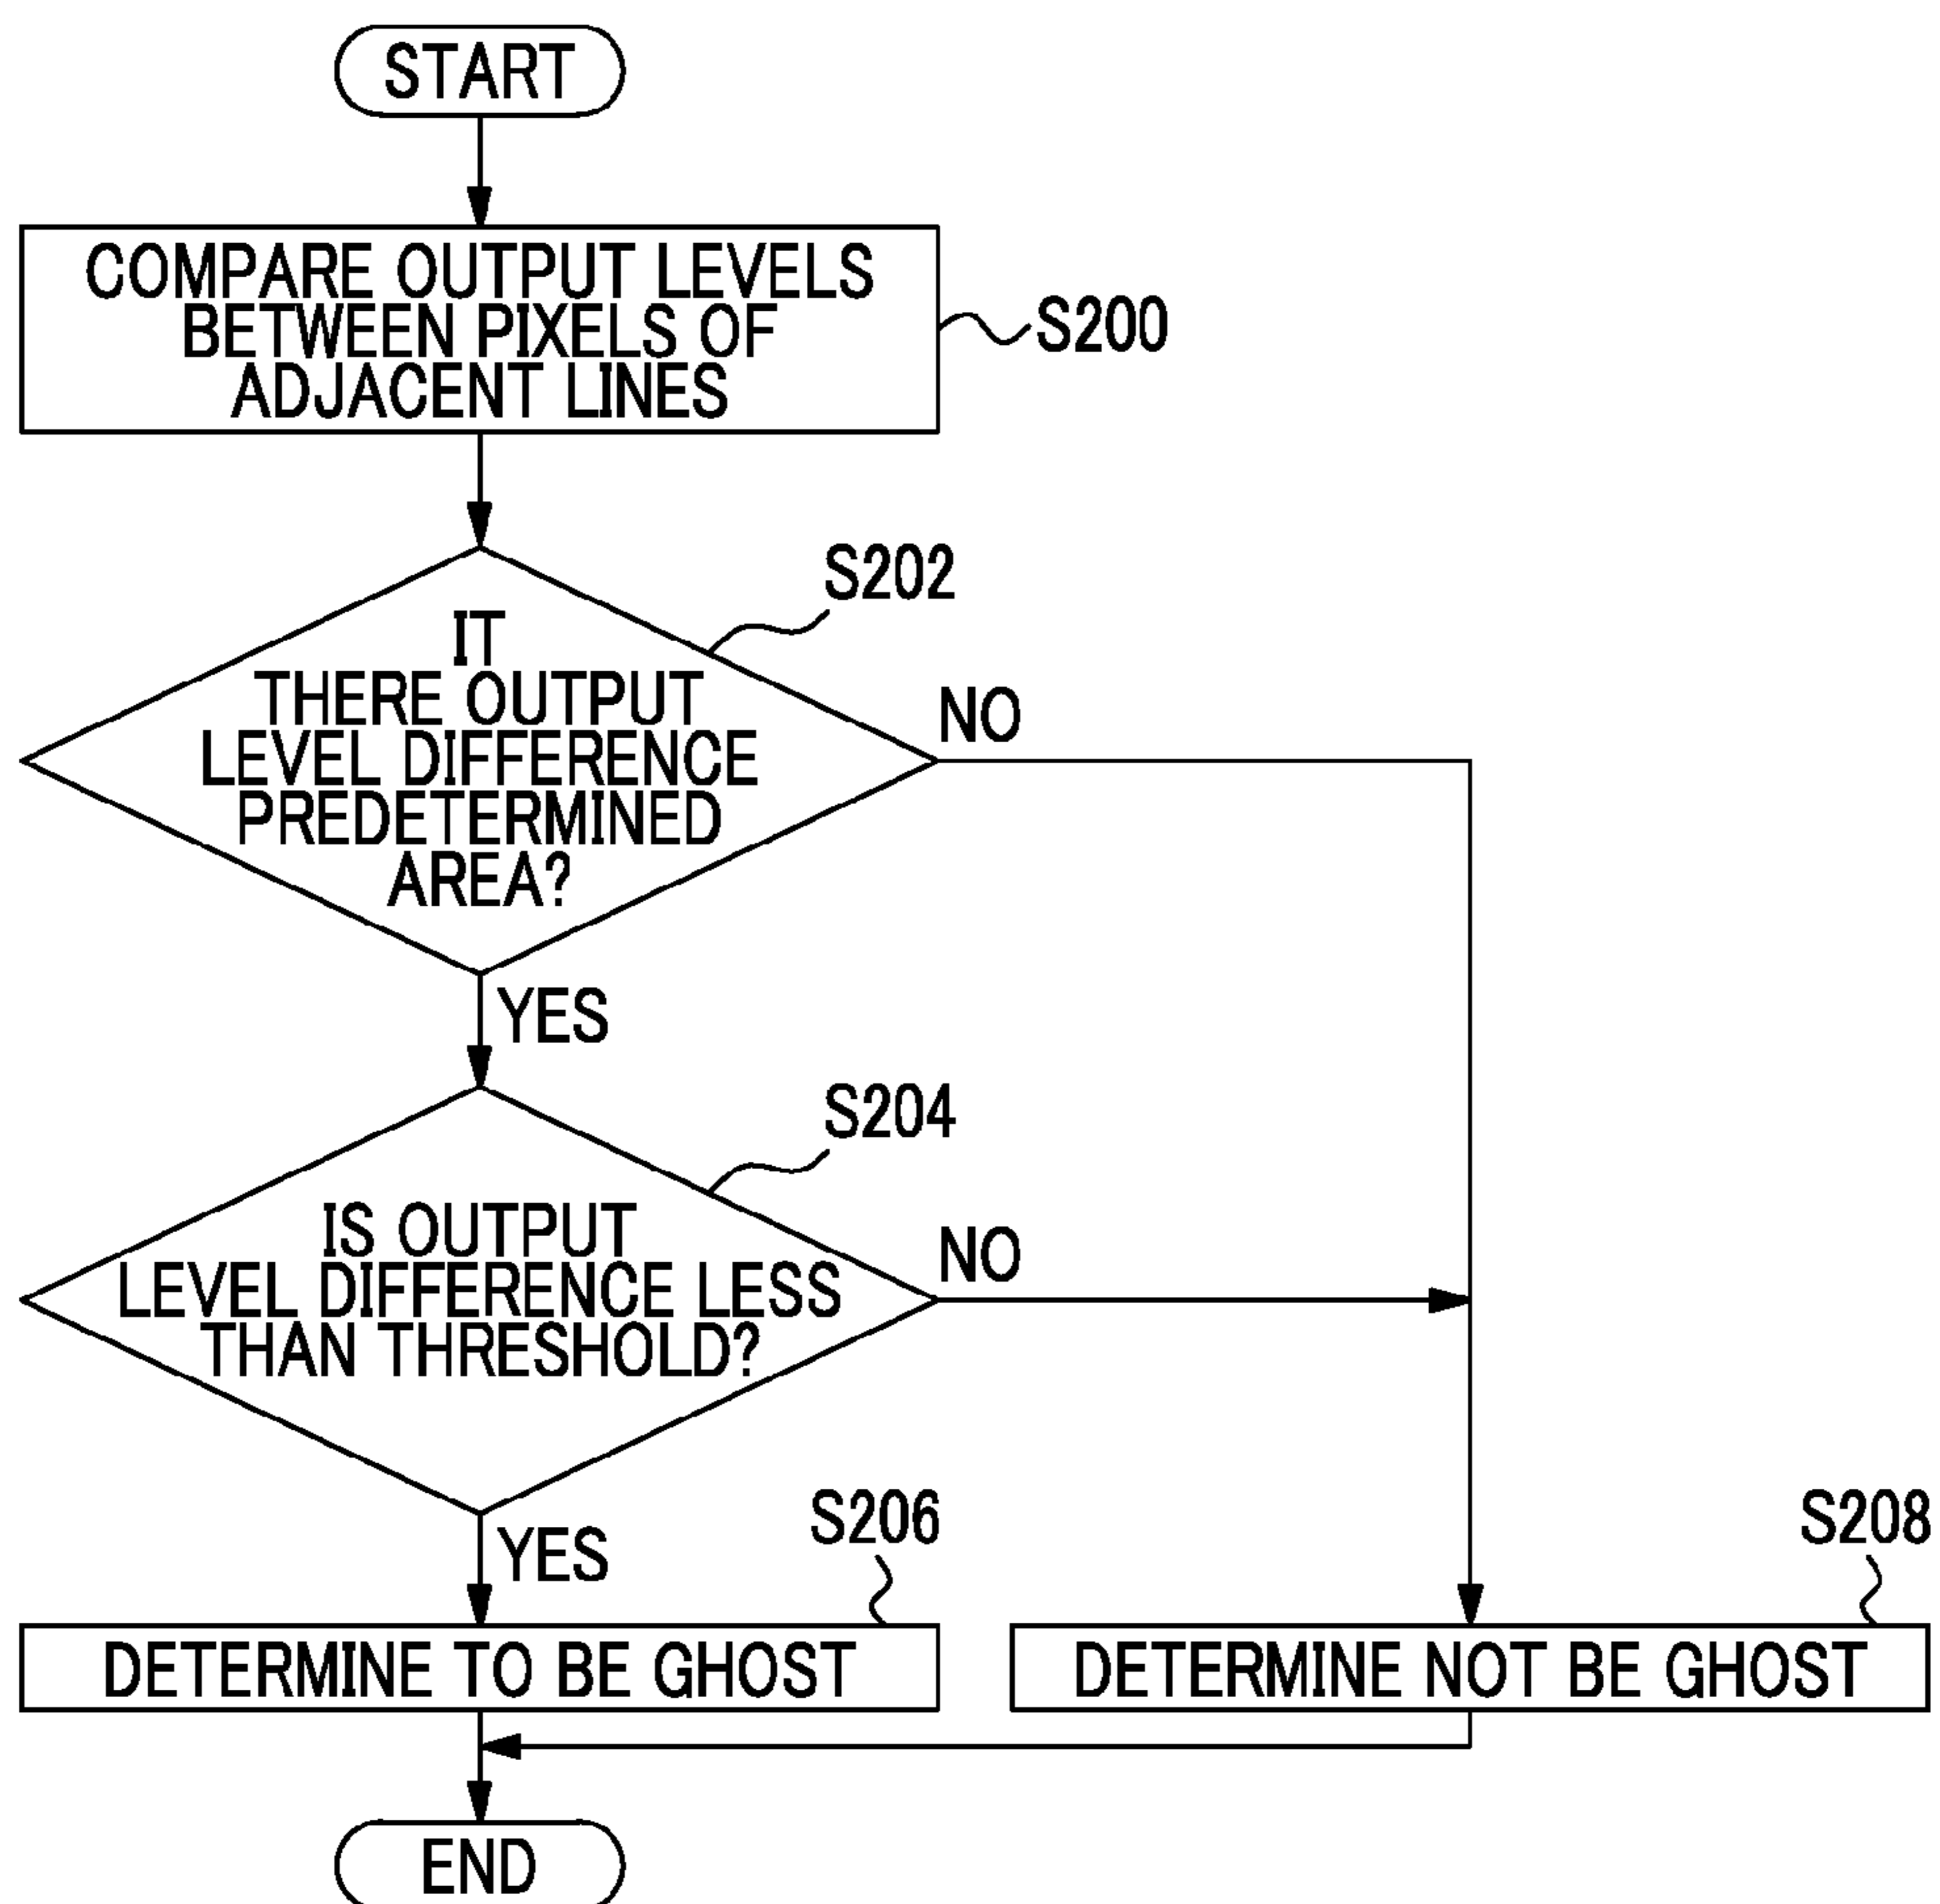 START
COMPARE OUTPUT LEVELS
BETWEEN PIXELS OF
ADJACENT LINES
S200
S202
IT
THERE OUTPUT
LEVEL DIFFERENCE
PREDETERMINED
AREA?
NO
YES
S204
IS OUTPUT
LEVEL DIFFERENCE LESS
THAN THRESHOLD?
NO
YES
S206
DETERMINE TO BE GHOST
S208
DETERMINE NOT BE GHOST
END